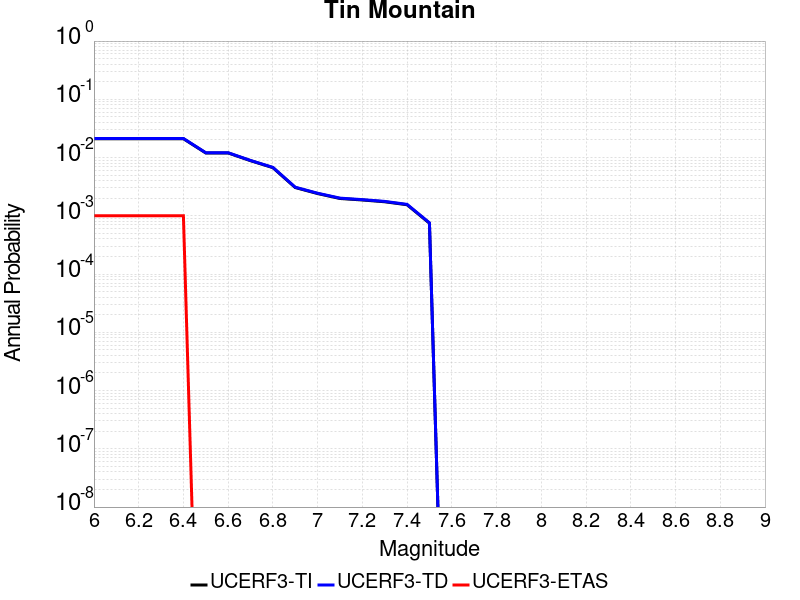 Tin Mountain
10^0
10^-1
10^-2
10^-3
10^-4
10^-5
10^-6
10^-7
10^-8
Annual Probability
6 6.2 6.4 6.6 6.8 7 7.2 7.4 7.6 7.8 8 8.2 8.4 8.6 8.8 9
Magnitude
UCERF3-TI UCERF3-TD UCERF3-ETAS